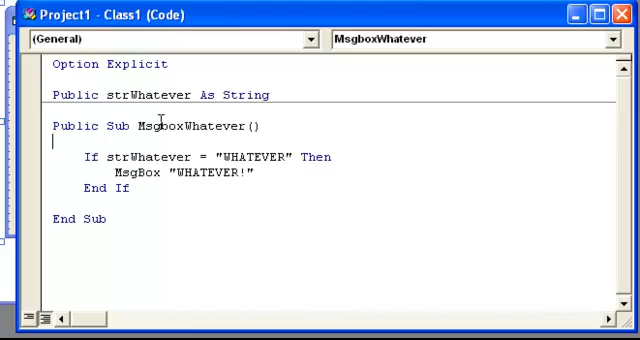 Project1 - Class1 (Code)
(General) MsgboxWhatever
Option Explicit
Public strWhatever As String
Public Sub MsgboxWhatever()
If strWhatever = "WHATEVER" Then
MsgBox "WHATEVER!"
End If
End Sub